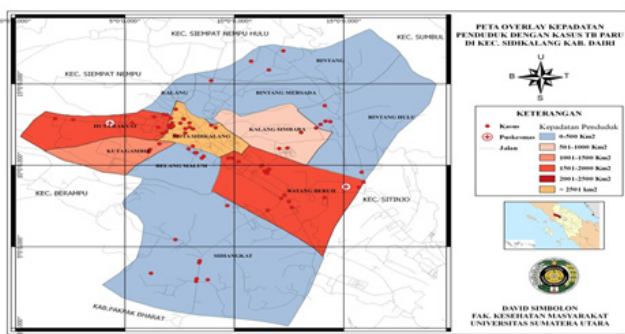 PETA OVERLAY KEPADATAN
PENDUDUK DENGAN KASUS TB PARU
DI KEC. SIDIKALANG KAB. DAIRI
U
B
T
S
KETERANGAN
Kasus
Puskesmas
Jalan
Kepadatan Penduduk
0-500 Km2
501-1000 Km2
1001-1500 Km2
1501-2000 Km2
2001-2500 Km2
> 2501 km2
DAVID SIMBOLON
FAK. KESEHATAN MASYARAKAT
UNIVERSITAS SUMATERA UTARA
KEC. SIEMPAT NEMPU HULU
KEC. SUMBUL
KEC. SIEMPAT NEMPU
BINTANG
KALANG
BINTANG MERSADA
BINTANG HULU
HUTARAKYAT
KOTA SIDIKALANG
KALANG SIMBARA
KUTAGAMBIR
BELANG MALUM
BATANG BERUH
KEC. BERAMPU
KEC. SITINJO
SIDIANGKAT
KAB.PAKPAK BHARAT